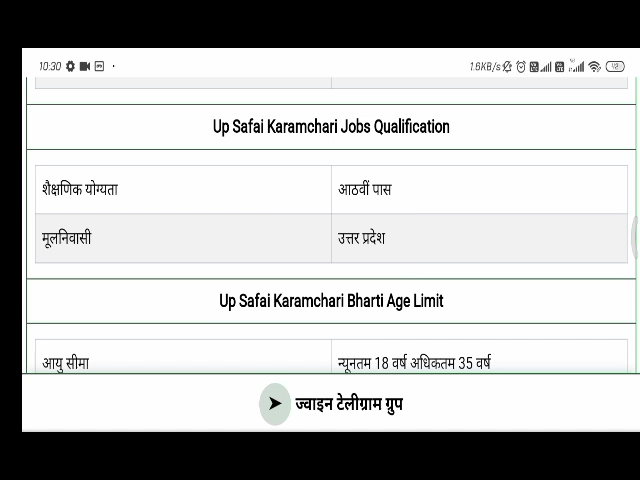 10:30
1.6KB/s
Up Safai Karamchari Jobs Qualification
शैक्षणिक योग्यता आठवीं पास
मूलनिवासी उत्तर प्रदेश
Up Safai Karamchari Bharti Age Limit
आयु सीमा न्यूनतम 18 वर्ष अधिकतम 35 वर्ष
ज्वाइन टेलीग्राम ग्रुप